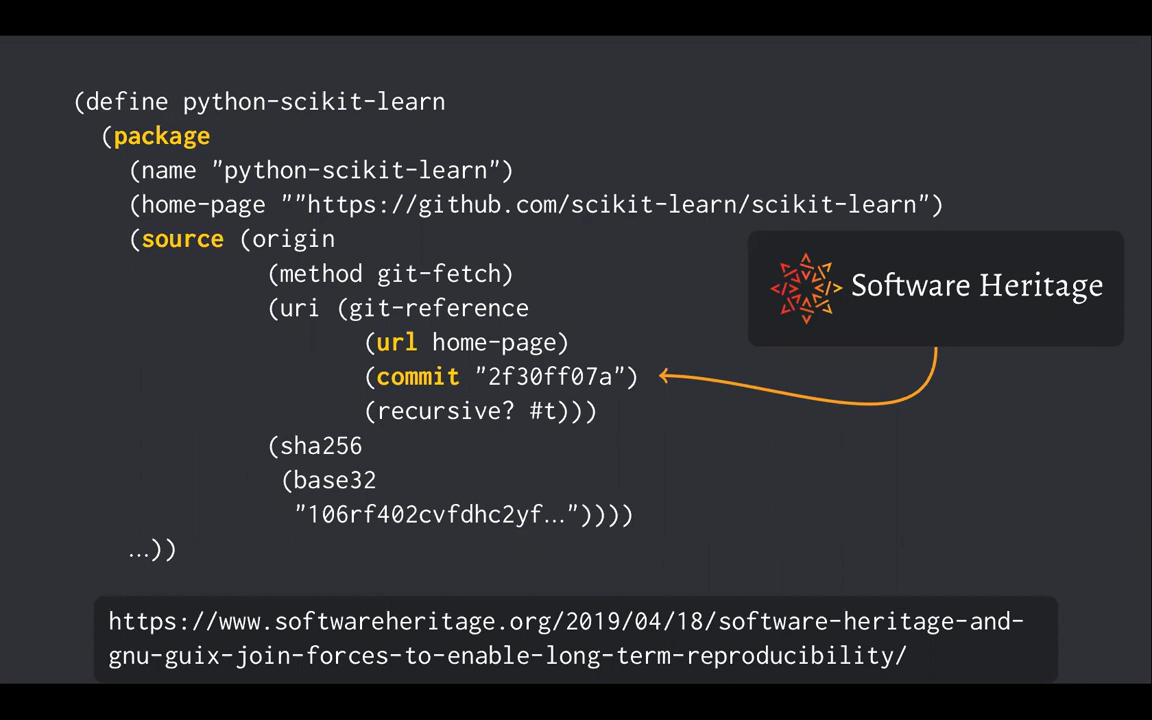 (define python-scikit-learn
(package
(name "python-scikit-learn")
(home-page ""https://github.com/scikit-learn/scikit-learn")
(source (origin
(method git-fetch)
(uri (git-reference
(url home-page)
(commit "2f30ff07a")
(recursive? #t)))
(sha256
(base32
"106rf402cvfdhc2yf…"))))
…))
Software Heritage
https://www.softwareheritage.org/2019/04/18/software-heritage-and-
gnu-guix-join-forces-to-enable-long-term-reproducibility/